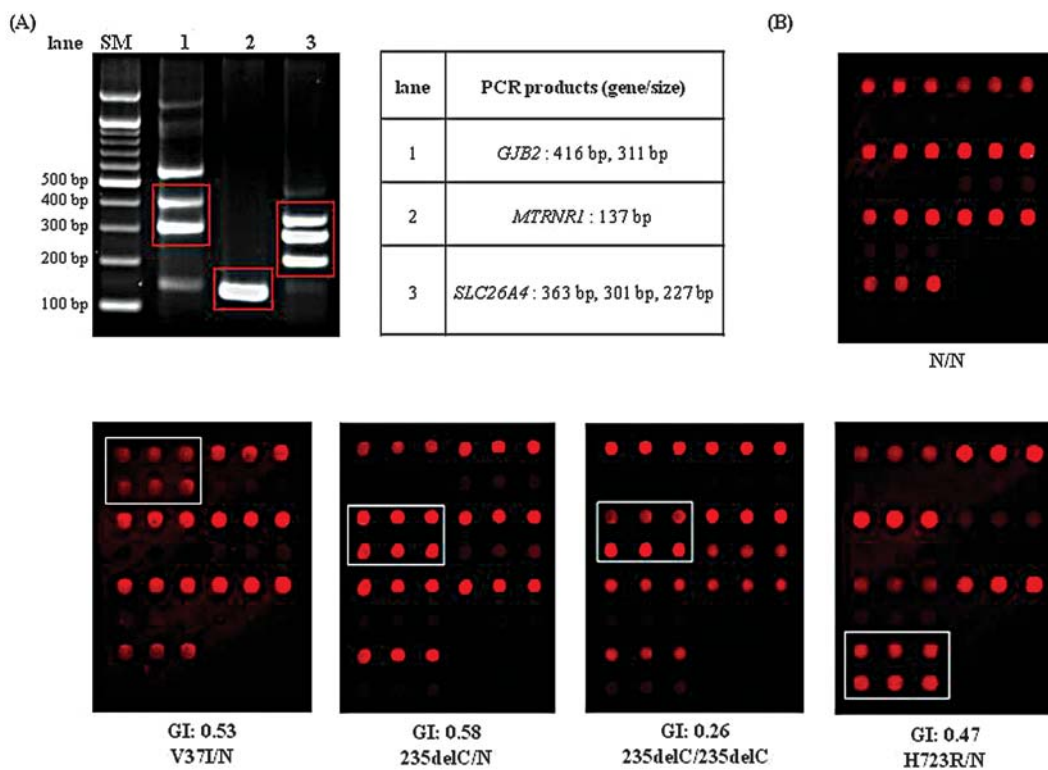 (A)
lane SM 1 2 3
500 bp
400 bp
300 bp
200 bp
100 bp
lane PCR products (gene/size)
1 GJB2 : 416 bp, 311 bp
2 MTRNR1 : 137 bp
3 SLC26A4 : 363 bp, 301 bp, 227 bp
(B)
N/N
GI: 0.53
V37I/N
GI: 0.58
235delC/N
GI: 0.26
235delC/235delC
GI: 0.47
H723R/N